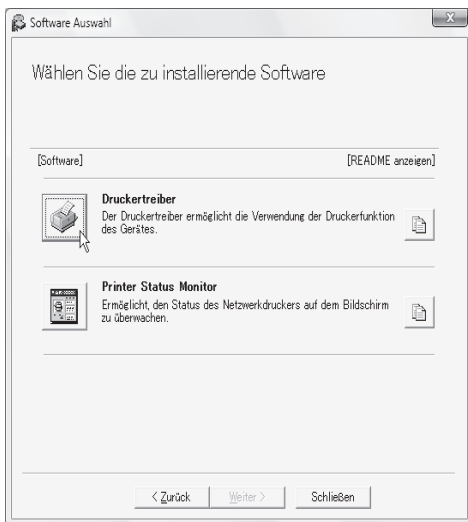 Software Auswahl
Wählen Sie die zu installierende Software
[Software] [README anzeigen]
Druckertreiber
Der Druckertreiber ermöglicht die Verwendung der Druckerfunktion
des Gerätes.
Printer Status Monitor
Ermöglicht, den Status des Netzwerkdruckers auf dem Bildschirm
zu überwachen.
< Zurück Weiter > Schließen